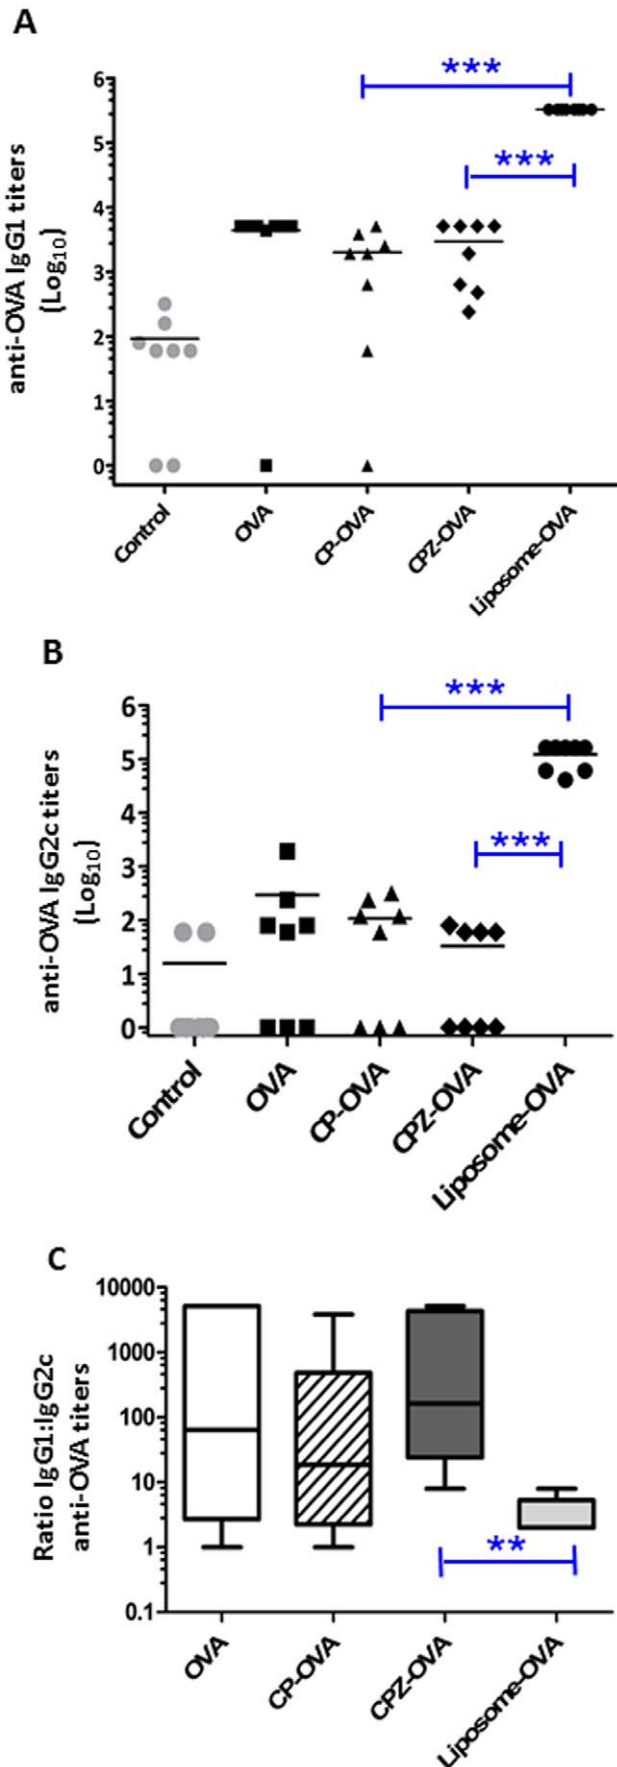 A
anti-OVA IgG1 titers
(Log10)
6
5
4
3
2
1
0
***
***
Control
OVA
CP-OVA
CPZ-OVA
Liposome-OVA
B
anti-OVA IgG2c titers
(Log10)
6
5
4
3
2
1
0
***
***
Control
OVA
CP-OVA
CPZ-OVA
Liposome-OVA
C
Ratio IgG1:IgG2c
anti-OVA titers
10000
1000
100
10
1
0.1
**
OVA
CP-OVA
CPZ-OVA
Liposome-OVA